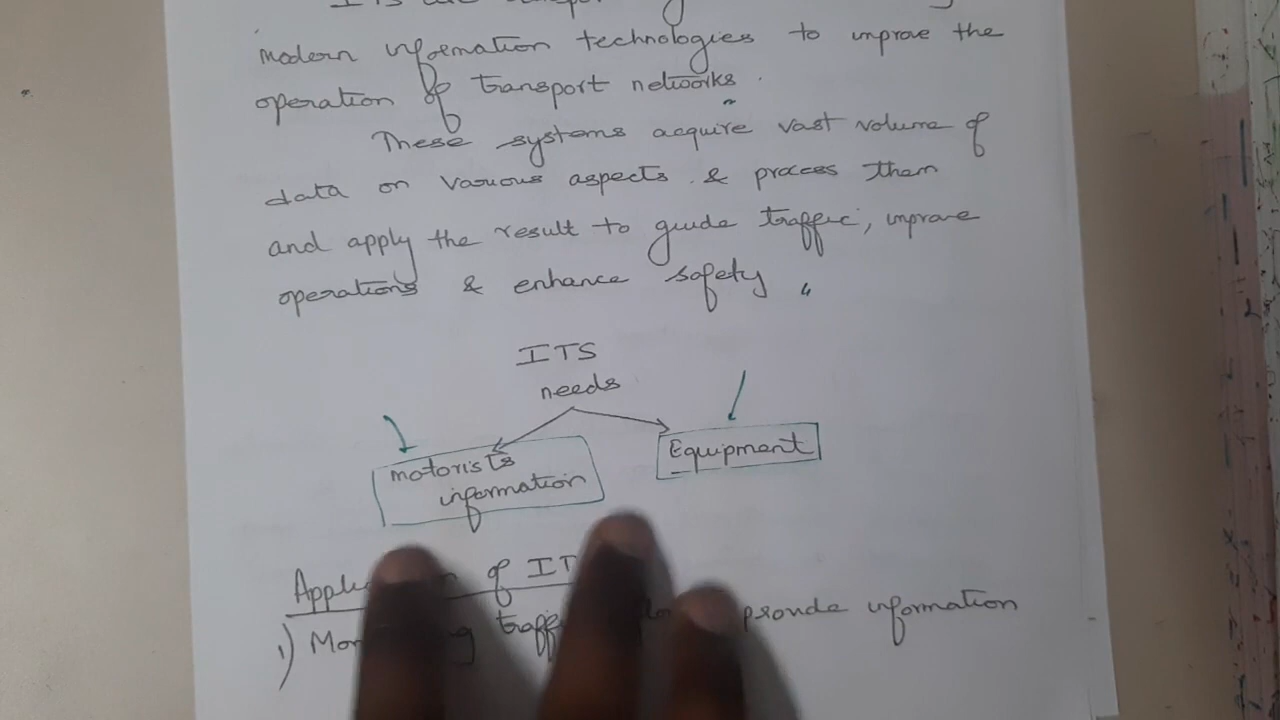 ITS are
modern information technologies to improve the
operation of transport networks.
These systems acquire vast volume of
data on various aspects & process them
and apply the result to guide traffic, improve
operations & enhance safety
ITS
needs
motorists
information
Equipment
of IT
1) provide information